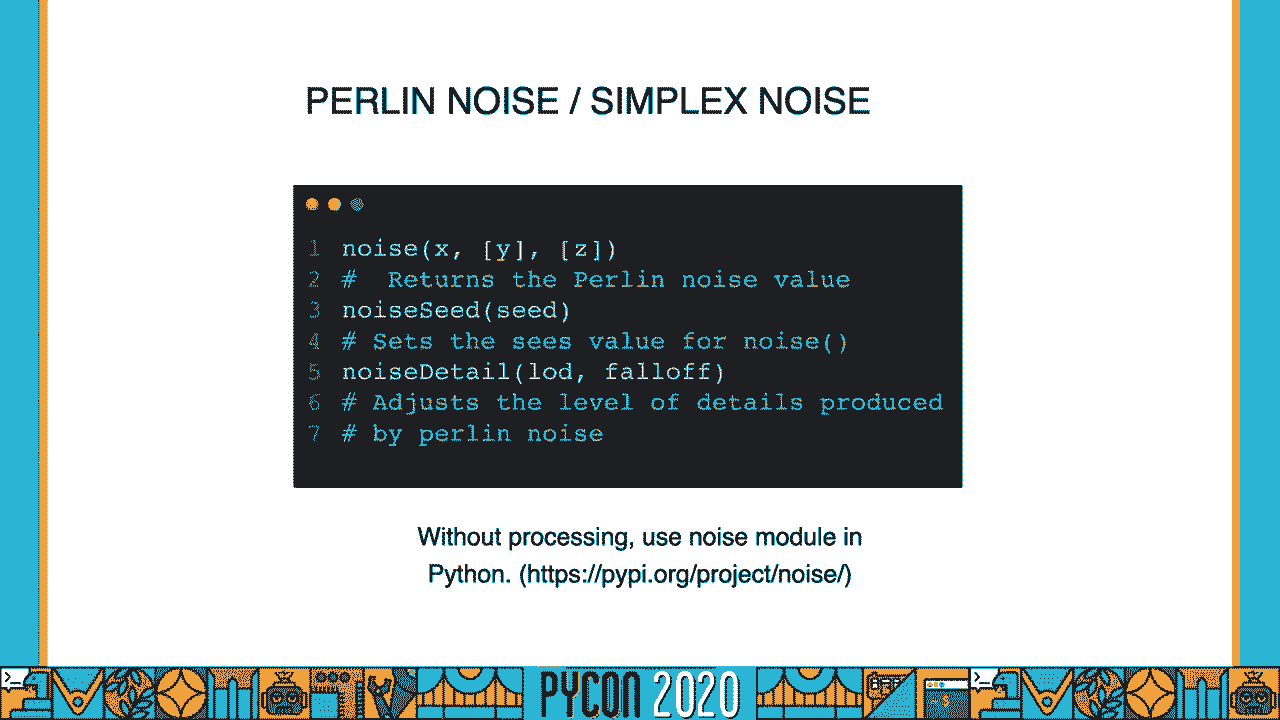 PERLIN NOISE / SIMPLEX NOISE
1 noise(x, [y], [z])
2 #  Returns the Perlin noise value
3 noiseSeed(seed)
4 # Sets the sees value for noise()
5 noiseDetail(lod, falloff)
6 # Adjusts the level of details produced
7 # by perlin noise
Without processing, use noise module in
Python. (https://pypi.org/project/noise/)
PYCON 2020